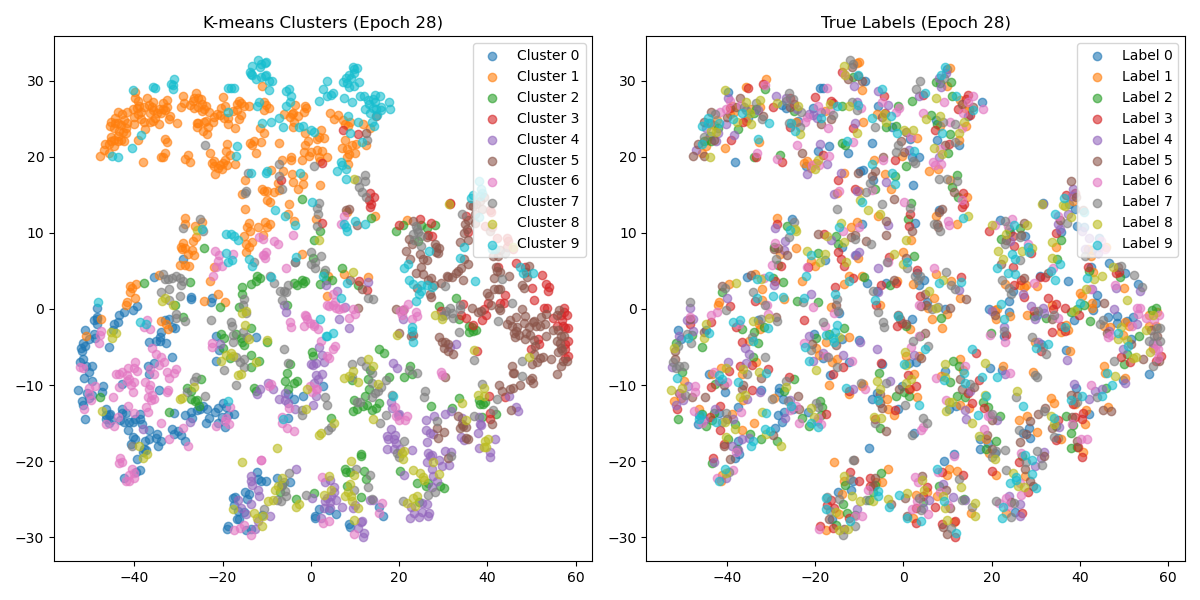 K-means Clusters (Epoch 28)
Cluster 0
Cluster 1
Cluster 2
Cluster 3
Cluster 4
Cluster 5
Cluster 6
Cluster 7
Cluster 8
Cluster 9
30
20
10
0
−10
−20
−30
−40
−20
0
20
40
60
True Labels (Epoch 28)
Label 0
Label 1
Label 2
Label 3
Label 4
Label 5
Label 6
Label 7
Label 8
Label 9
30
20
10
0
−10
−20
−30
−40
−20
0
20
40
60